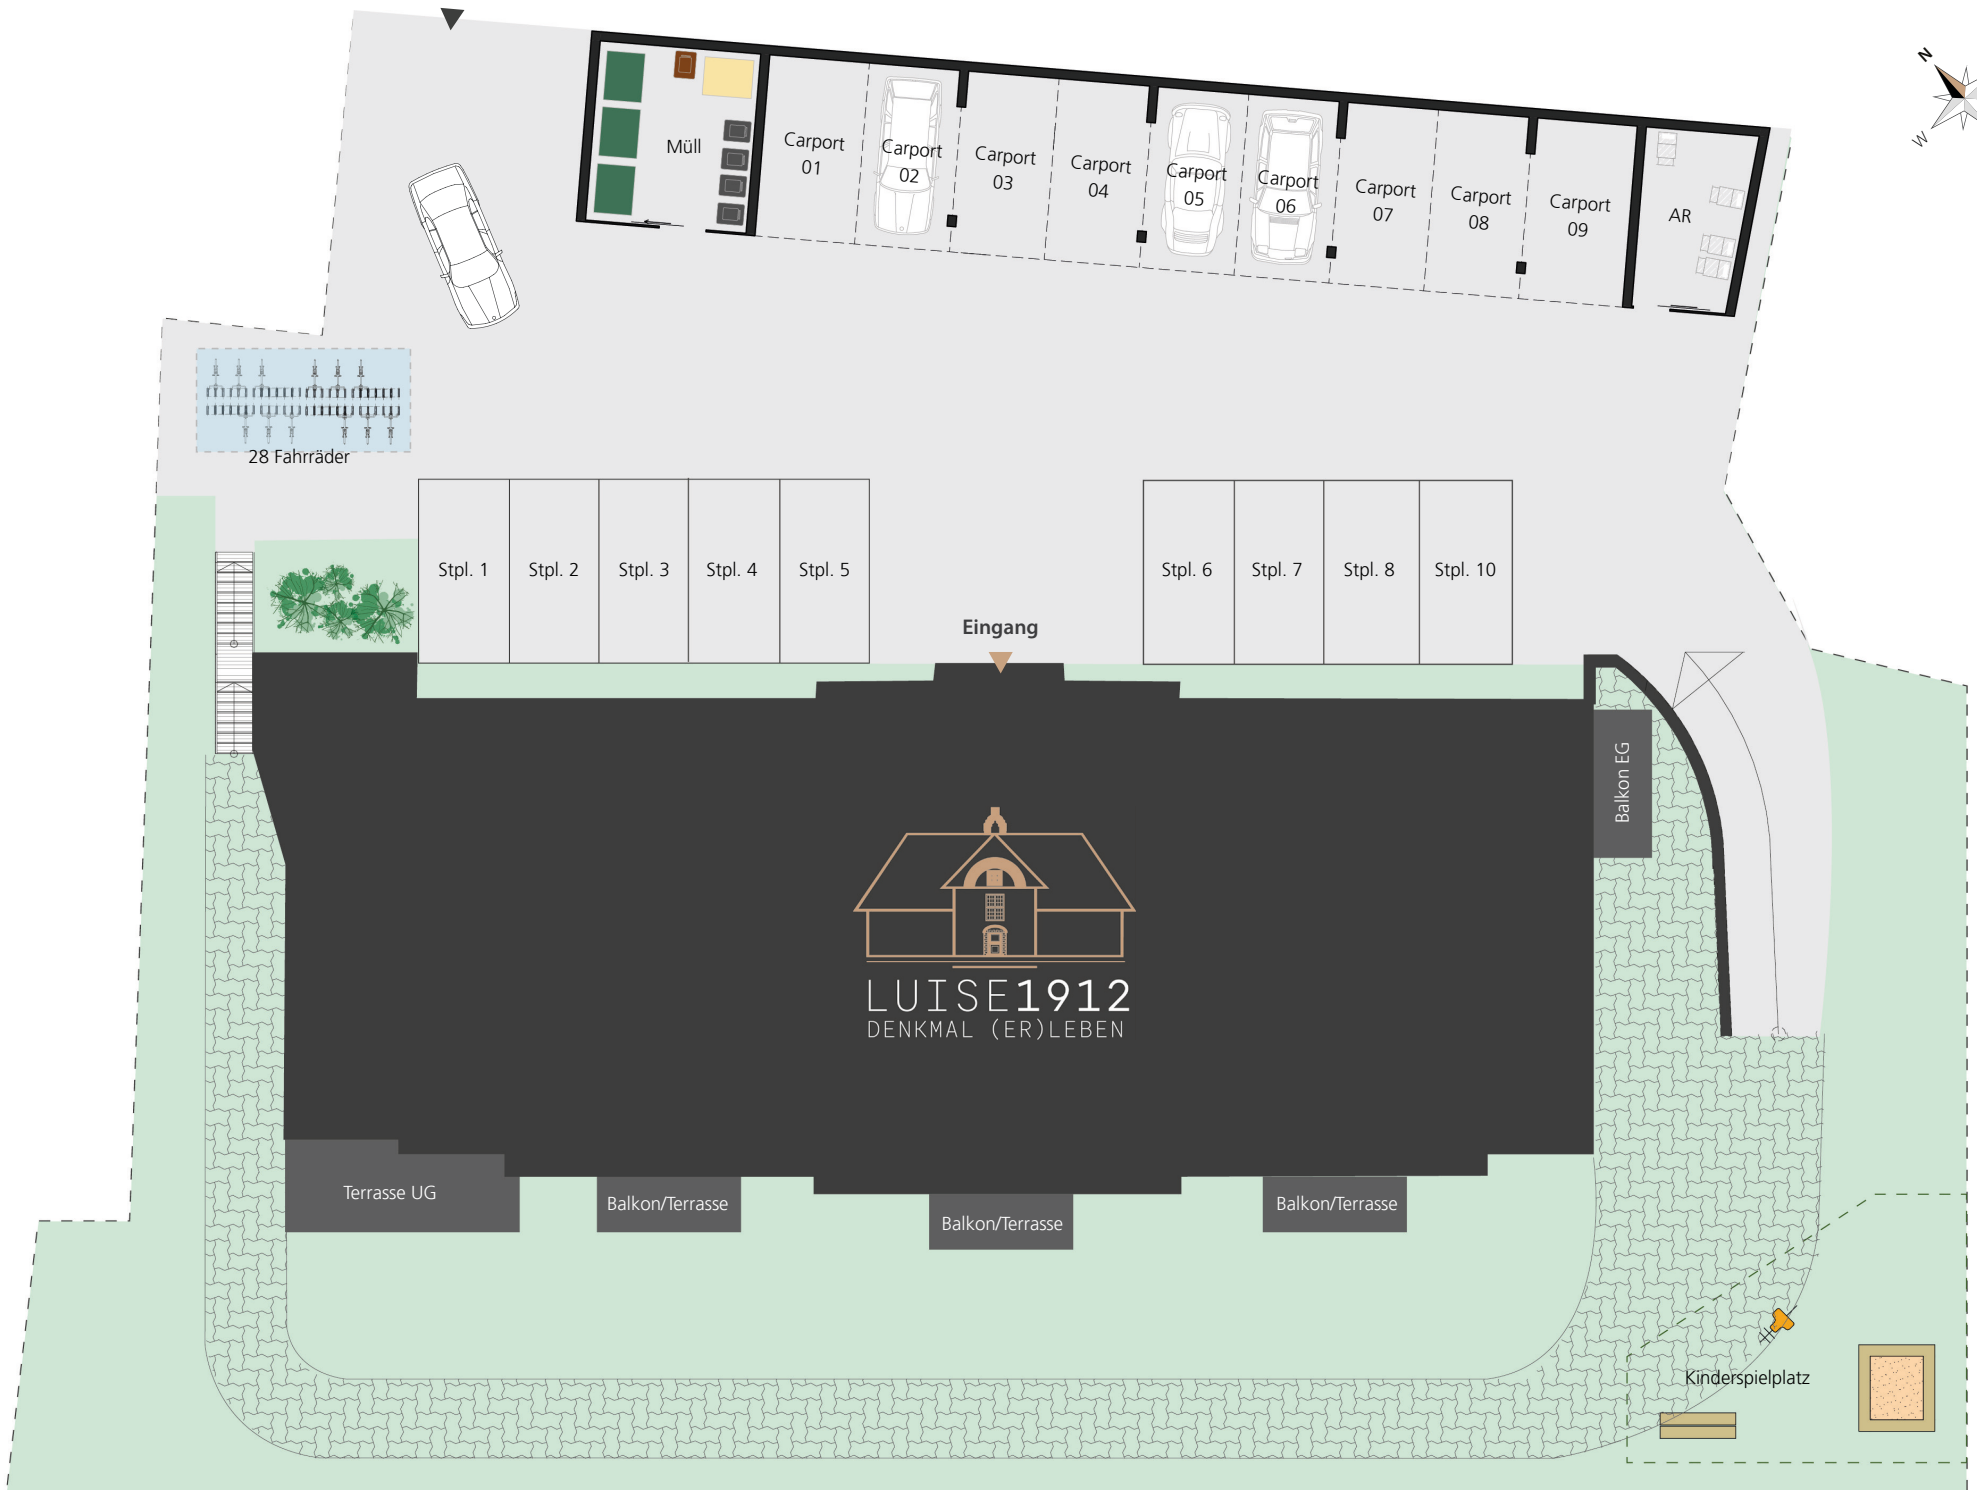 N
W
Müll
Carport
01
Carport
02
Carport
03
Carport
04
Carport
05
Carport
06
Carport
07
Carport
08
Carport
09
AR
28 Fahrräder
Stpl. 1
Stpl. 2
Stpl. 3
Stpl. 4
Stpl. 5
Stpl. 6
Stpl. 7
Stpl. 8
Stpl. 10
Eingang
Balkon EG
LUISE1912
DENKMAL (ER)LEBEN
Terrasse UG
Balkon/Terrasse
Balkon/Terrasse
Balkon/Terrasse
Kinderspielplatz